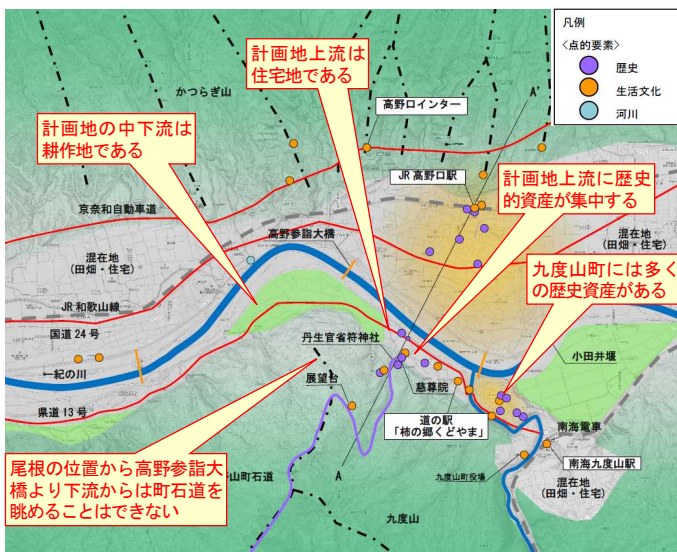 凡例
<点的要素>
歴史
生活文化
河川
計画地上流は
住宅地である
かつらぎ山
高野口インター
A'
計画地の中下流は
耕作地である
JR 高野口駅
計画地上流に歴史
的資産が集中する
京奈和自動車道
高野参詣大橋
混在地
(田畑・住宅)
混在地
(田畑・住宅)
九度山町には多く
の歴史資産がある
JR 和歌山線
国道 24 号
丹生官省符神社
小田井堰
←紀の川
展望台
慈尊院
県道 13 号
道の駅
「柿の郷くどやま」
南海電車
尾根の位置から高野参詣大
橋より下流からは町石道を
眺めることはできない
山町石道
A
九度山町役場
南海九度山駅
混在地
(田畑・住宅)
九度山